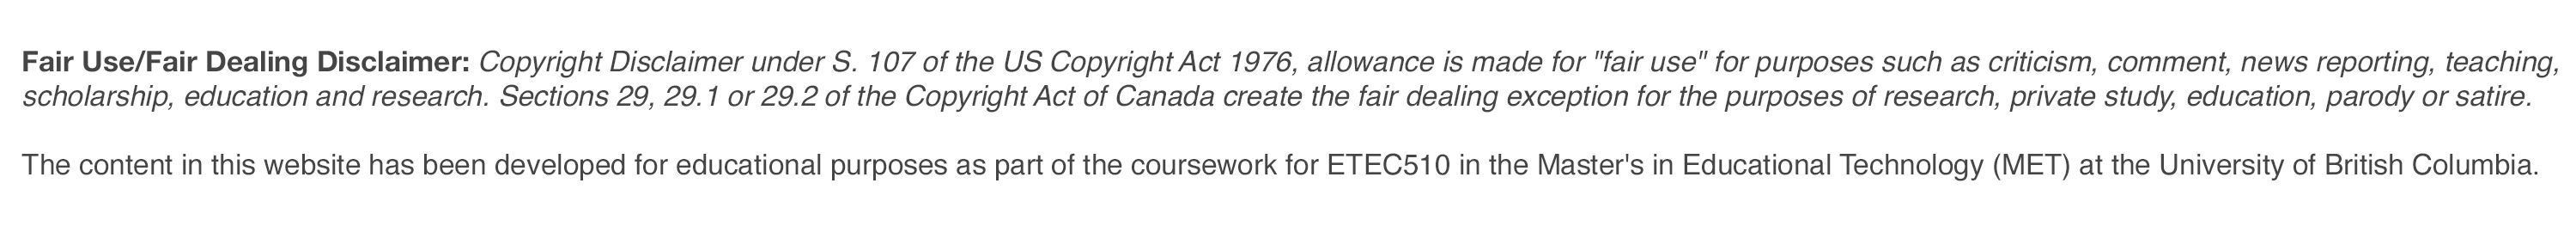 Fair Use/Fair Dealing Disclaimer: Copyright Disclaimer under S. 107 of the US Copyright Act 1976, allowance is made for "fair use" for purposes such as criticism, comment, news reporting, teaching,
scholarship, education and research. Sections 29, 29.1 or 29.2 of the Copyright Act of Canada create the fair dealing exception for the purposes of research, private study, education, parody or satire.
The content in this website has been developed for educational purposes as part of the coursework for ETEC510 in the Master's in Educational Technology (MET) at the University of British Columbia.